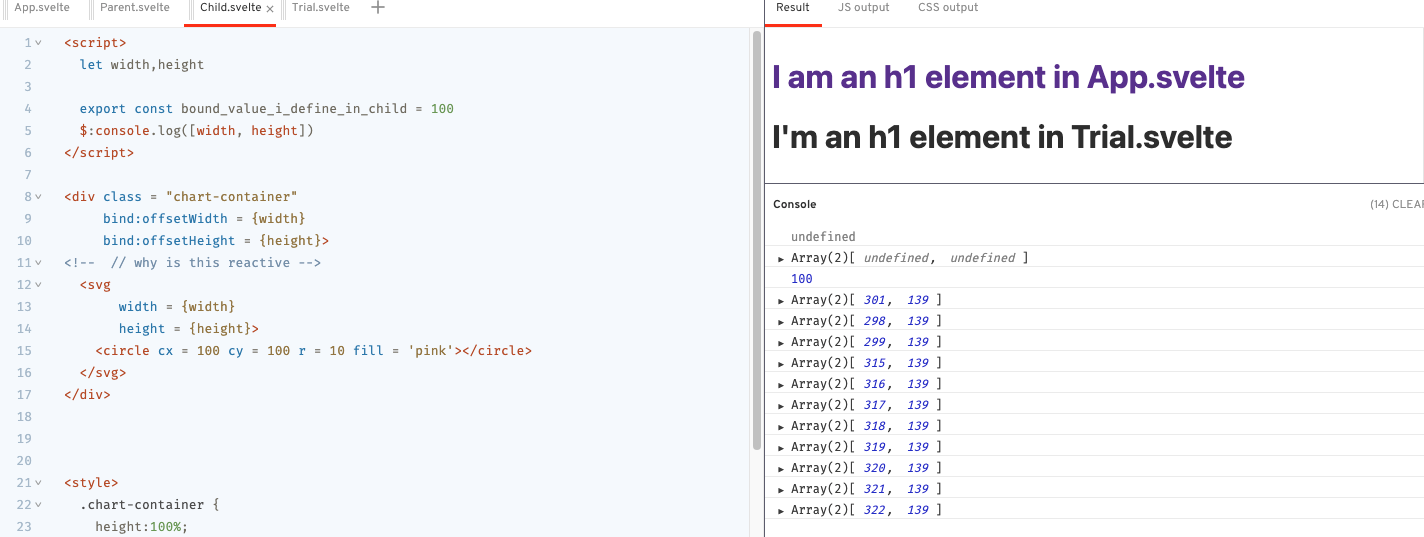 App.svelte Parent.svelte Child.svelte × Trial.svelte +
1 <script>
2 let width,height
3
4 export const bound_value_i_define_in_child = 100
5 $:console.log([width, height])
6 </script>
7
8 <div class = "chart-container"
9 bind:offsetWidth = {width}
10 bind:offsetHeight = {height}>
11 <!--  // why is this reactive -->
12 <svg
13 width = {width}
14 height = {height}>
15 <circle cx = 100 cy = 100 r = 10 fill = 'pink'></circle>
16 </svg>
17 </div>
18
19
20
21 <style>
22 .chart-container {
23 height:100%;
Result JS output CSS output
I am an h1 element in App.svelte
I'm an h1 element in Trial.svelte
Console (14) CLEAR
undefined
▶ Array(2)[ undefined, undefined ]
100
▶ Array(2)[ 301, 139 ]
▶ Array(2)[ 298, 139 ]
▶ Array(2)[ 299, 139 ]
▶ Array(2)[ 315, 139 ]
▶ Array(2)[ 316, 139 ]
▶ Array(2)[ 317, 139 ]
▶ Array(2)[ 318, 139 ]
▶ Array(2)[ 319, 139 ]
▶ Array(2)[ 320, 139 ]
▶ Array(2)[ 321, 139 ]
▶ Array(2)[ 322, 139 ]